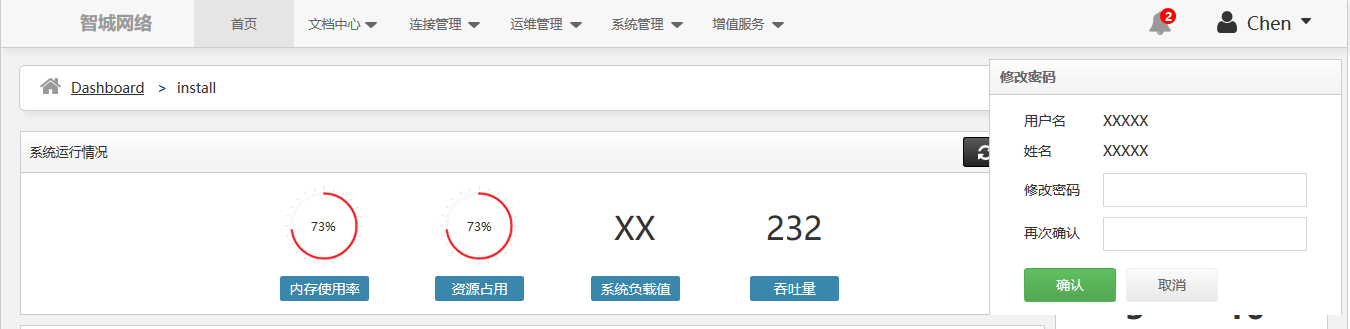 智城网络 首页 文档中心 连接管理 运维管理 系统管理 增值服务 2 Chen
Dashboard > install
修改密码
用户名 XXXXX
姓名 XXXXX
修改密码
再次确认
确认 取消
系统运行情况
73% 73% XX 232
内存使用率 资源占用 系统负载值 吞吐量